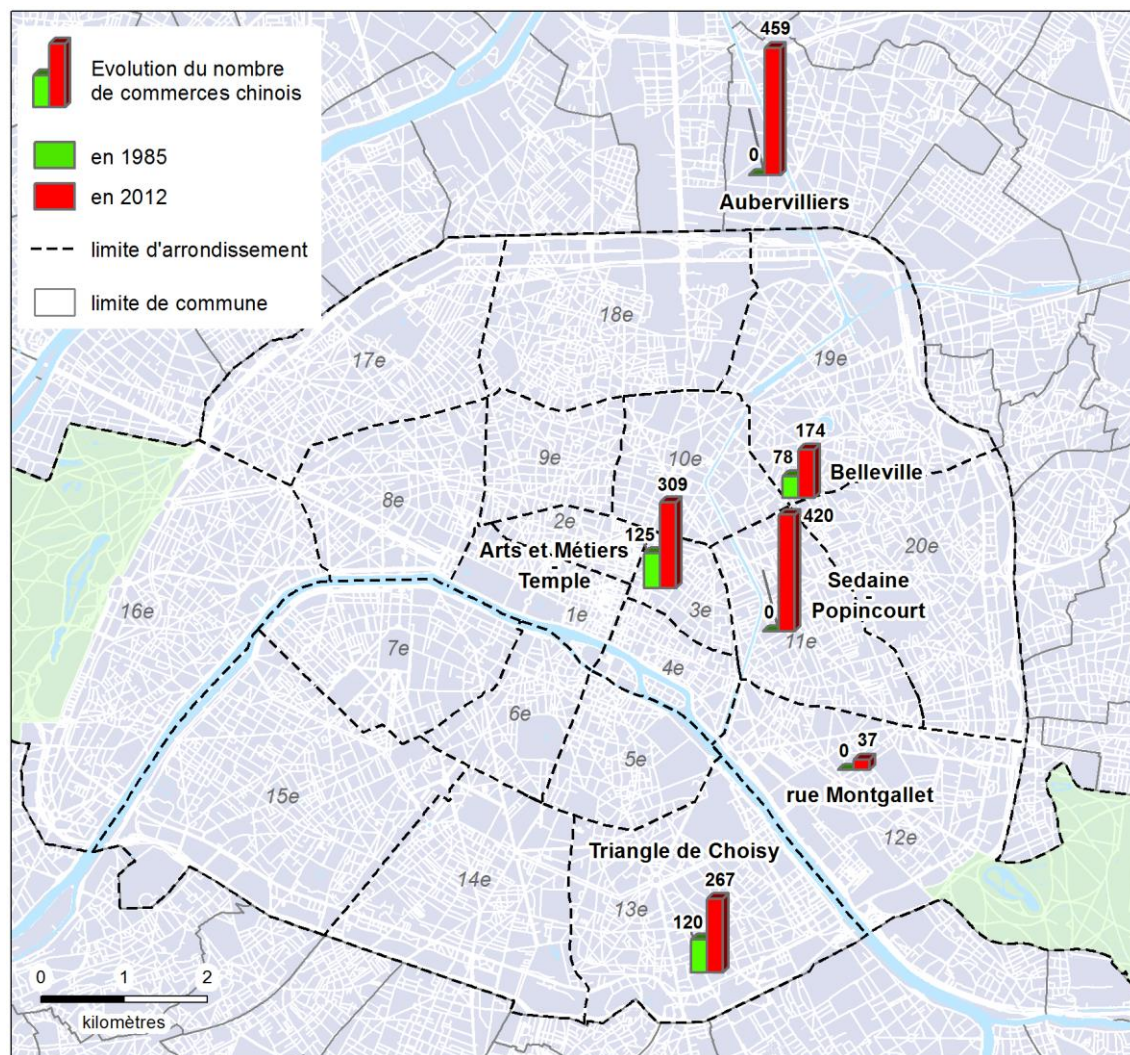 Evolution du nombre
de commerces chinois
en 1985
en 2012
limite d'arrondissement
limite de commune
459
0
Aubervilliers
18e
17e
19e
174
78
Belleville
9e
10e
309
8e
2e
125
420
20e
Arts et Métiers
-
Temple
Sedaine
-
Popincourt
16e
1e
3e
0
11e
7e
4e
6e
5e
0
37
rue Montgallet
15e
12e
Triangle de Choisy
14e
13e
267
120
0
1
2
kilomètres